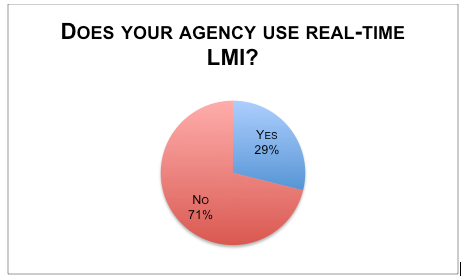 DOES YOUR AGENCY USE REAL-TIME
LMI?
YES
29%
NO
71%